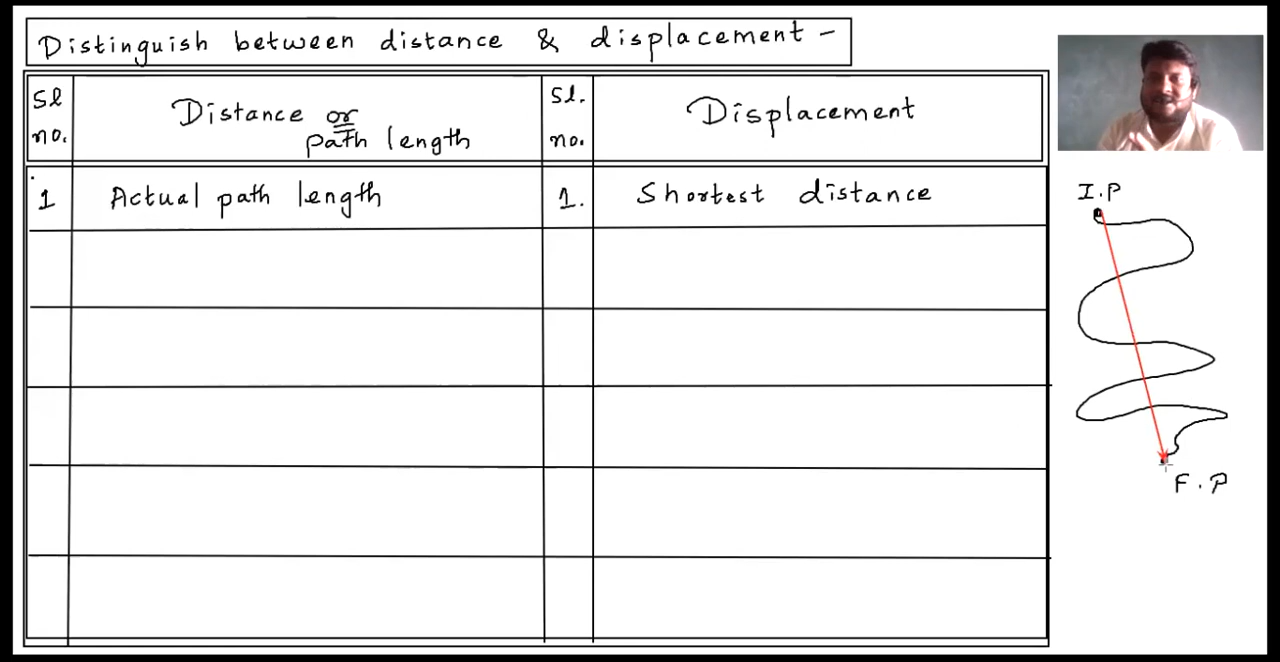 Distinguish between distance & displacement -
Sl no.
Distance or path length
Sl. no.
Displacement
1
Actual path length
1.
Shortest distance
I.P
F.P